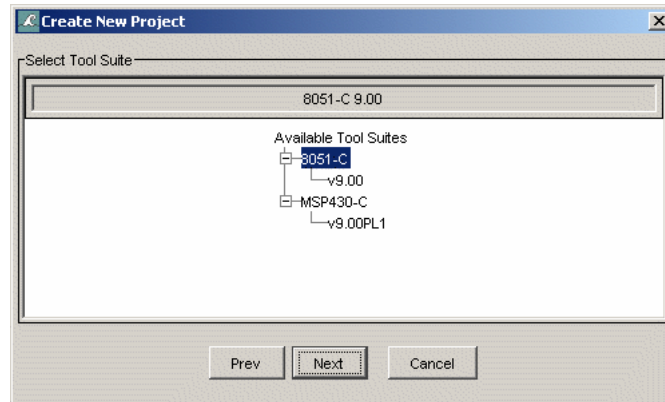 Create New Project
Select Tool Suite
8051-C 9.00
Available Tool Suites
8051-C
v9.00
MSP430-C
v9.00PL1
Prev Next Cancel